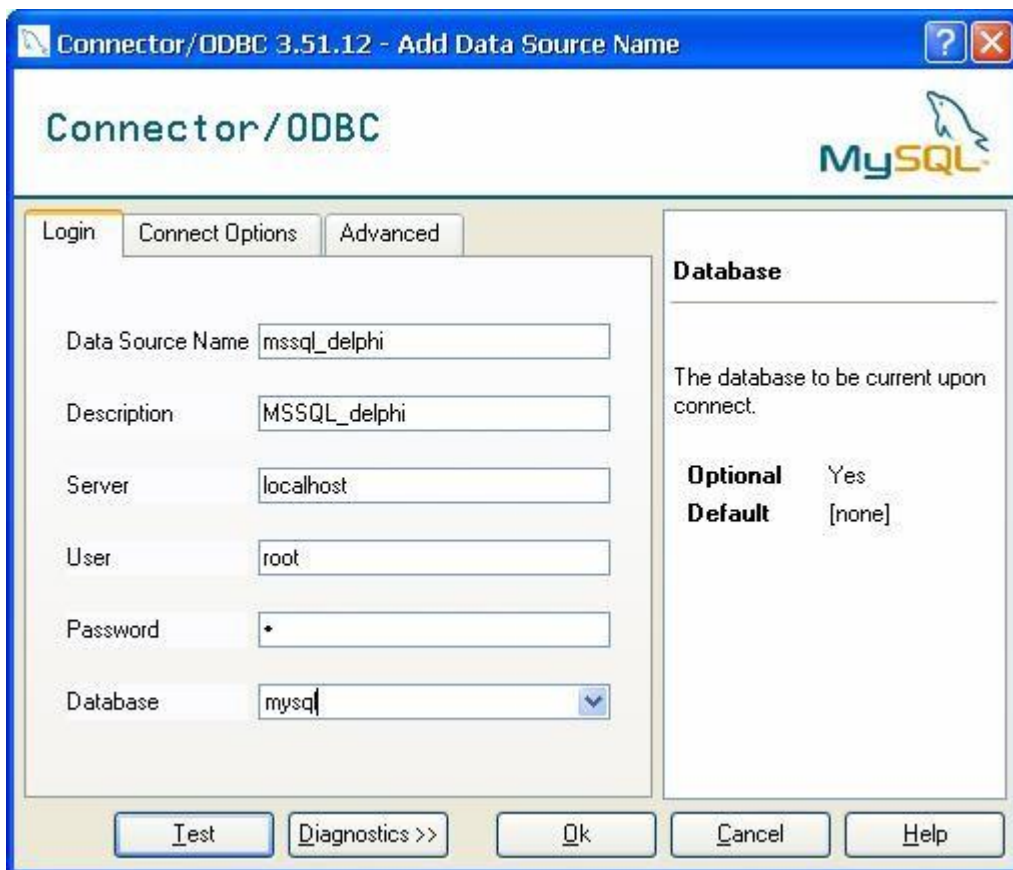 Connector/ODBC 3.51.12 - Add Data Source Name
Connector/ODBC
MySQL
Login Connect Options Advanced
Data Source Name mssql_delphi
Description MSSQL_delphi
Server localhost
User root
Password •
Database mysql
Database
The database to be current upon
connect.
Optional Yes
Default [none]
Test Diagnostics >> Ok Cancel Help